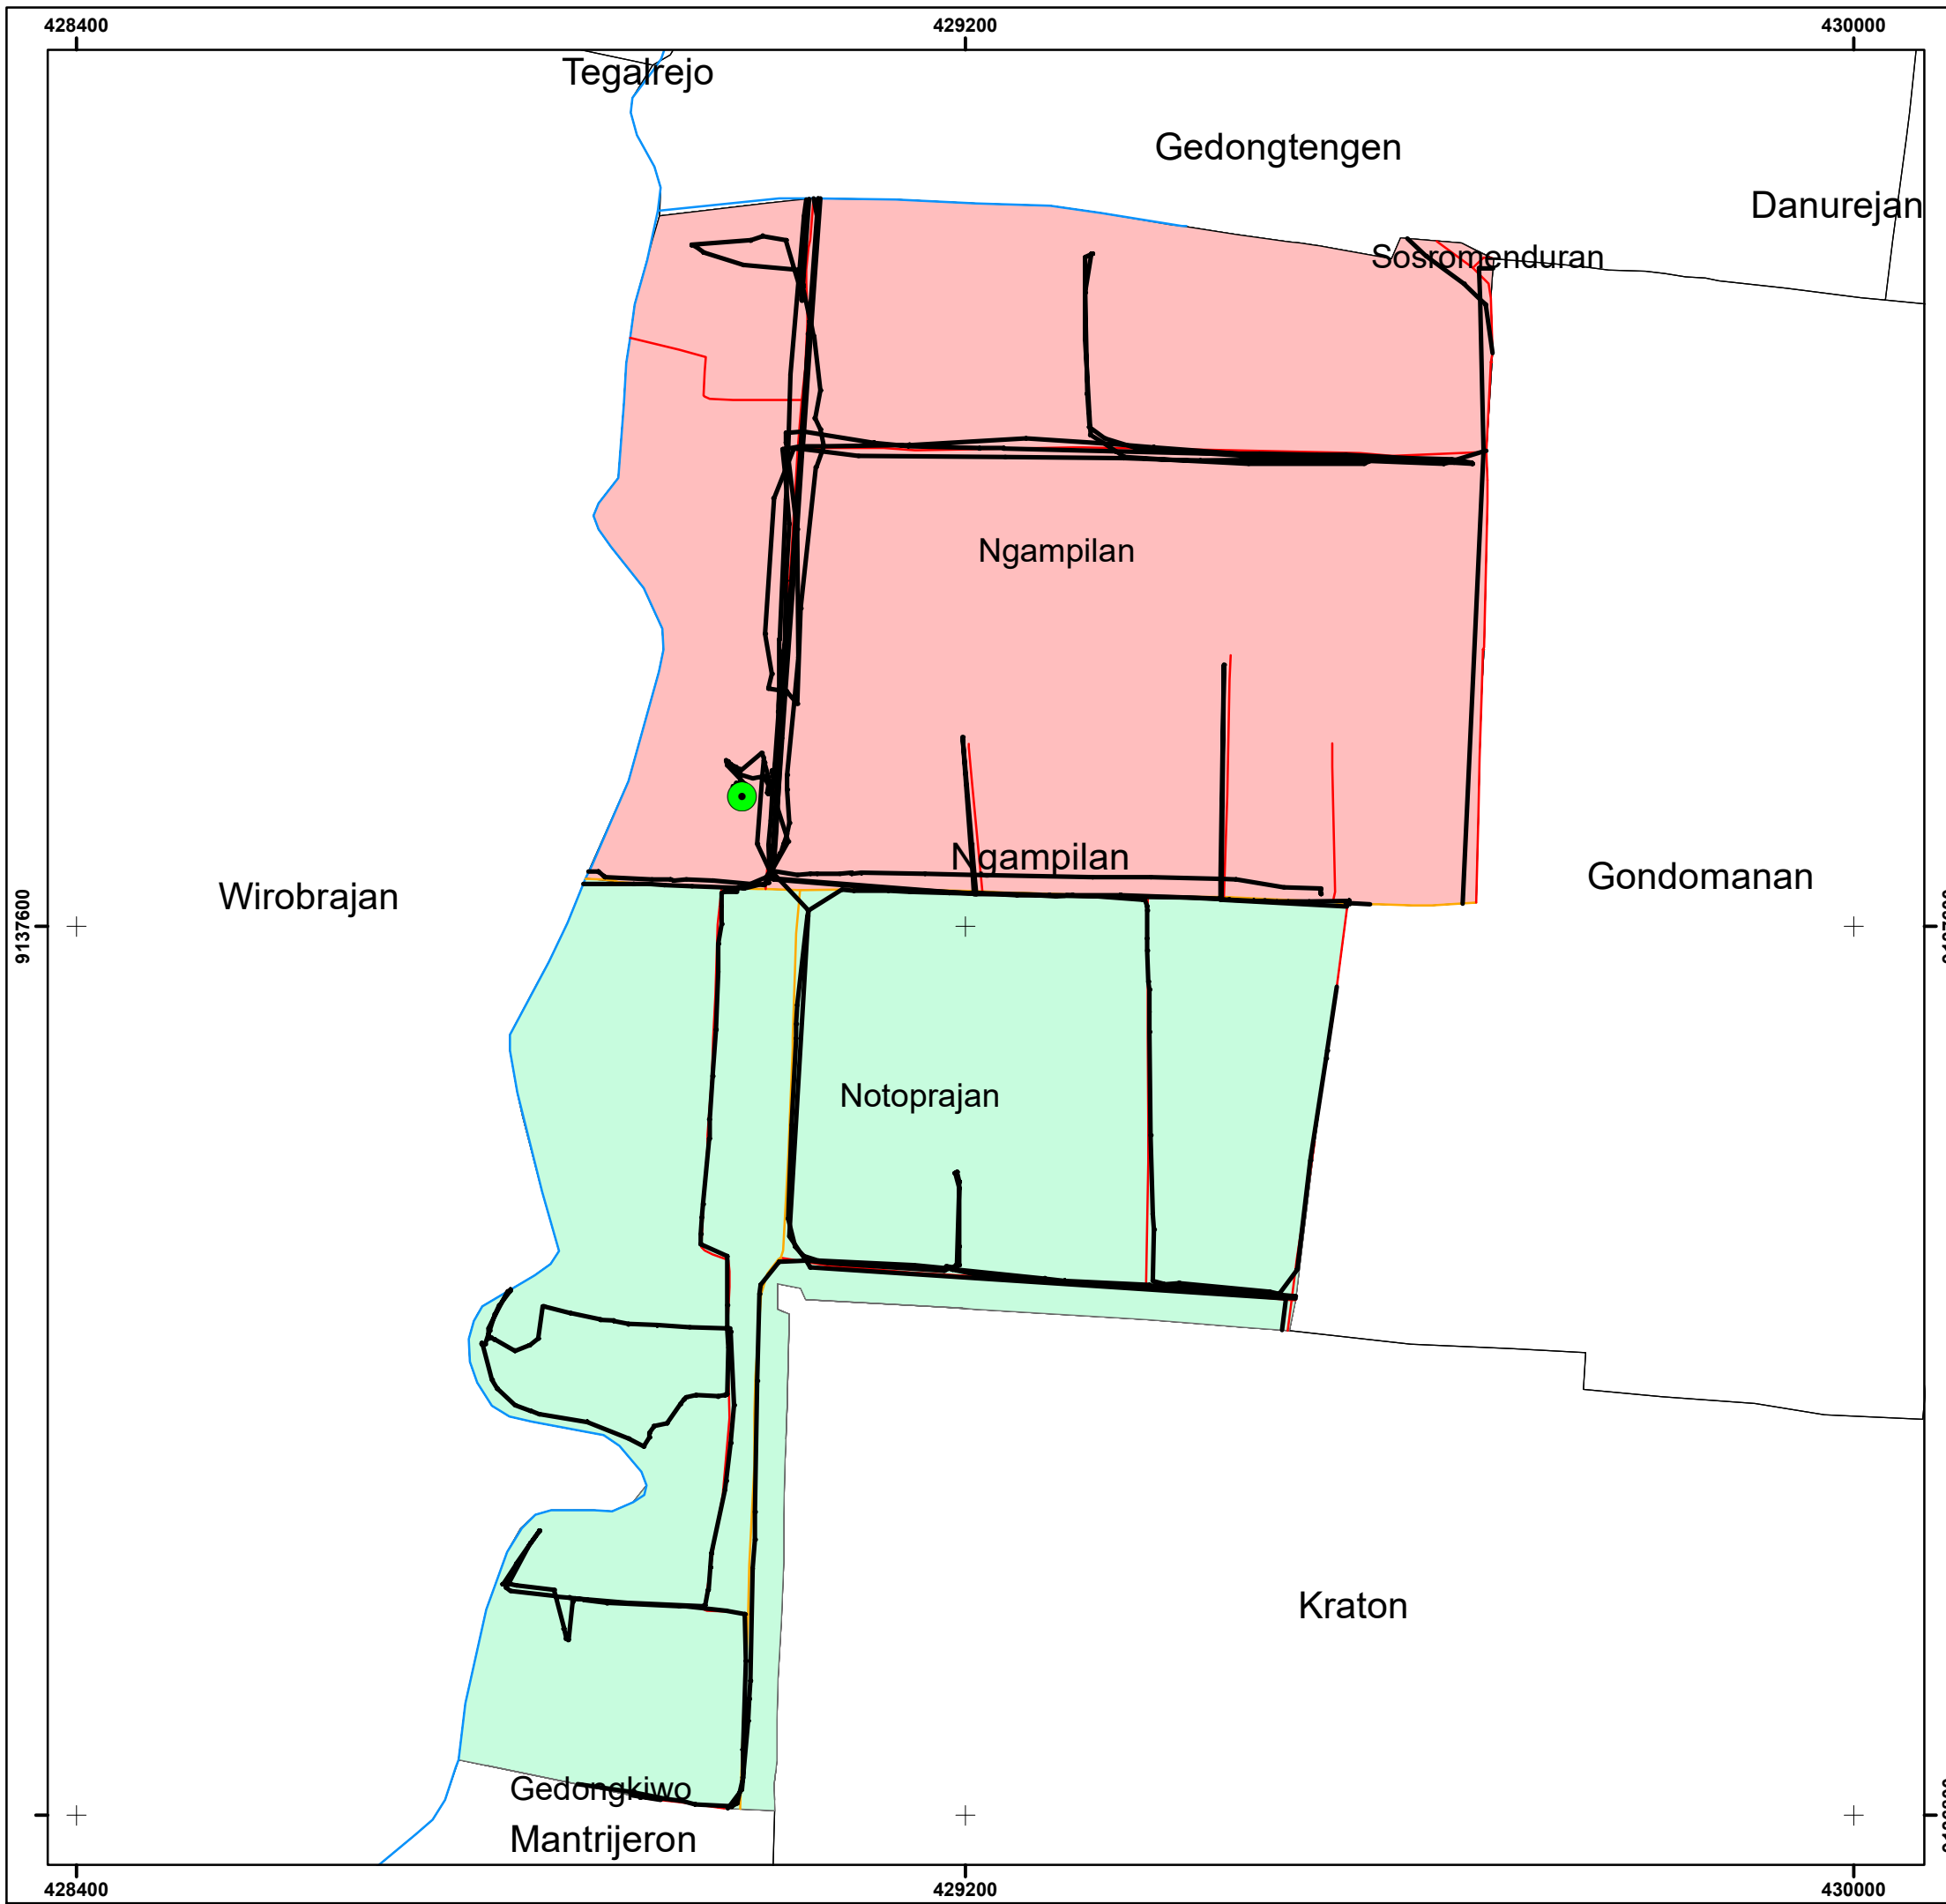 428400
429200
430000
Tegalrejo
Gedongtengen
Danurejan
Sosromenduran
Ngampilan
Ngampilan
Wirobrajan
Gondomanan
9137600
Notoprajan
Kraton
Gedongkiwo
Mantrijeron
428400
429200
430000